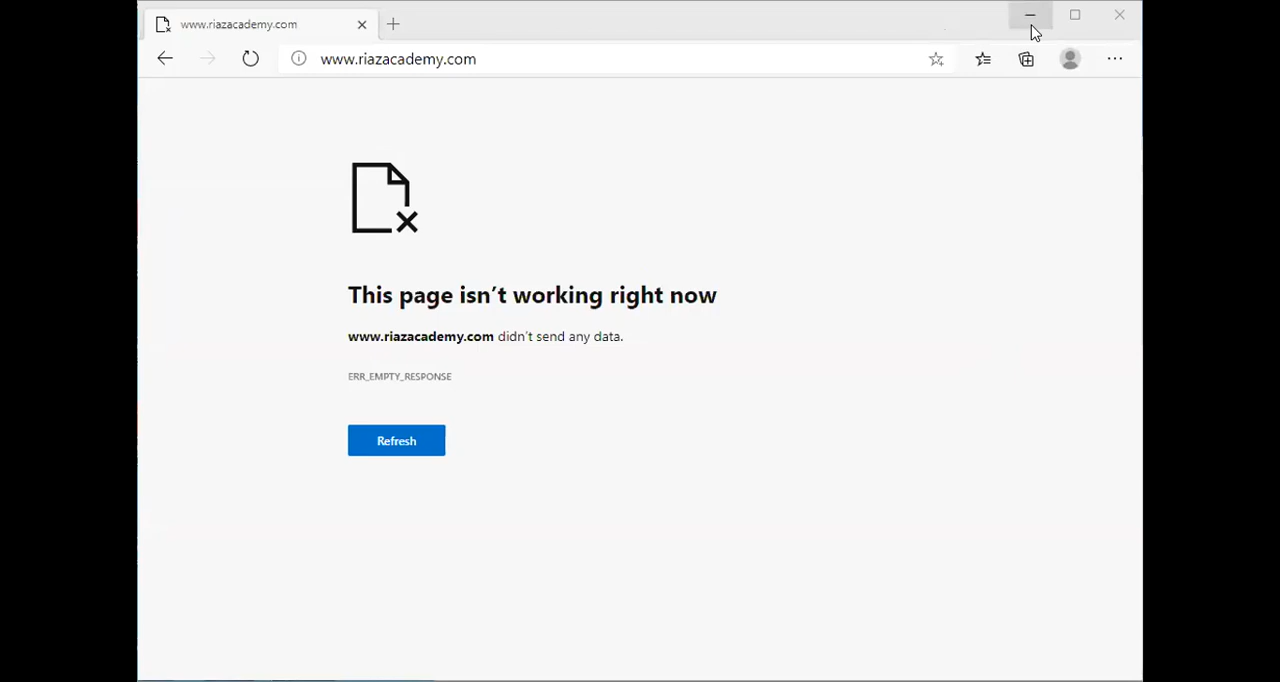 www.riazacademy.com
www.riazacademy.com
This page isn’t working right now
www.riazacademy.com didn’t send any data.
ERR_EMPTY_RESPONSE
Refresh